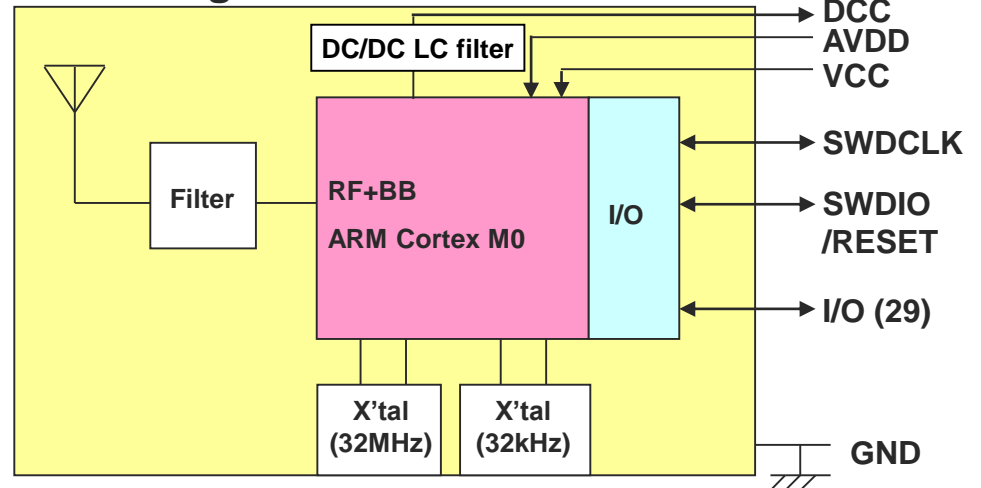 DCC
DC/DC LC filter
AVDD
VCC
SWDCLK
Filter
RF+BB
ARM Cortex M0
I/O
SWDIO
/RESET
I/O (29)
X'tal
(32MHz)
X'tal
(32kHz)
GND